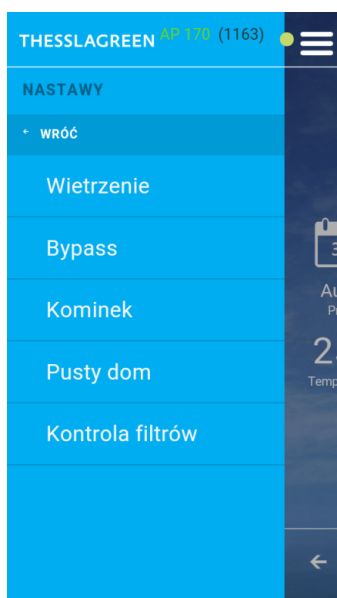 THESSLAGREEN AP 170 (1163)
NASTAWY
← WRÓĆ
Wietrzenie
Bypass
Kominek
Pusty dom
Kontrola filtrów